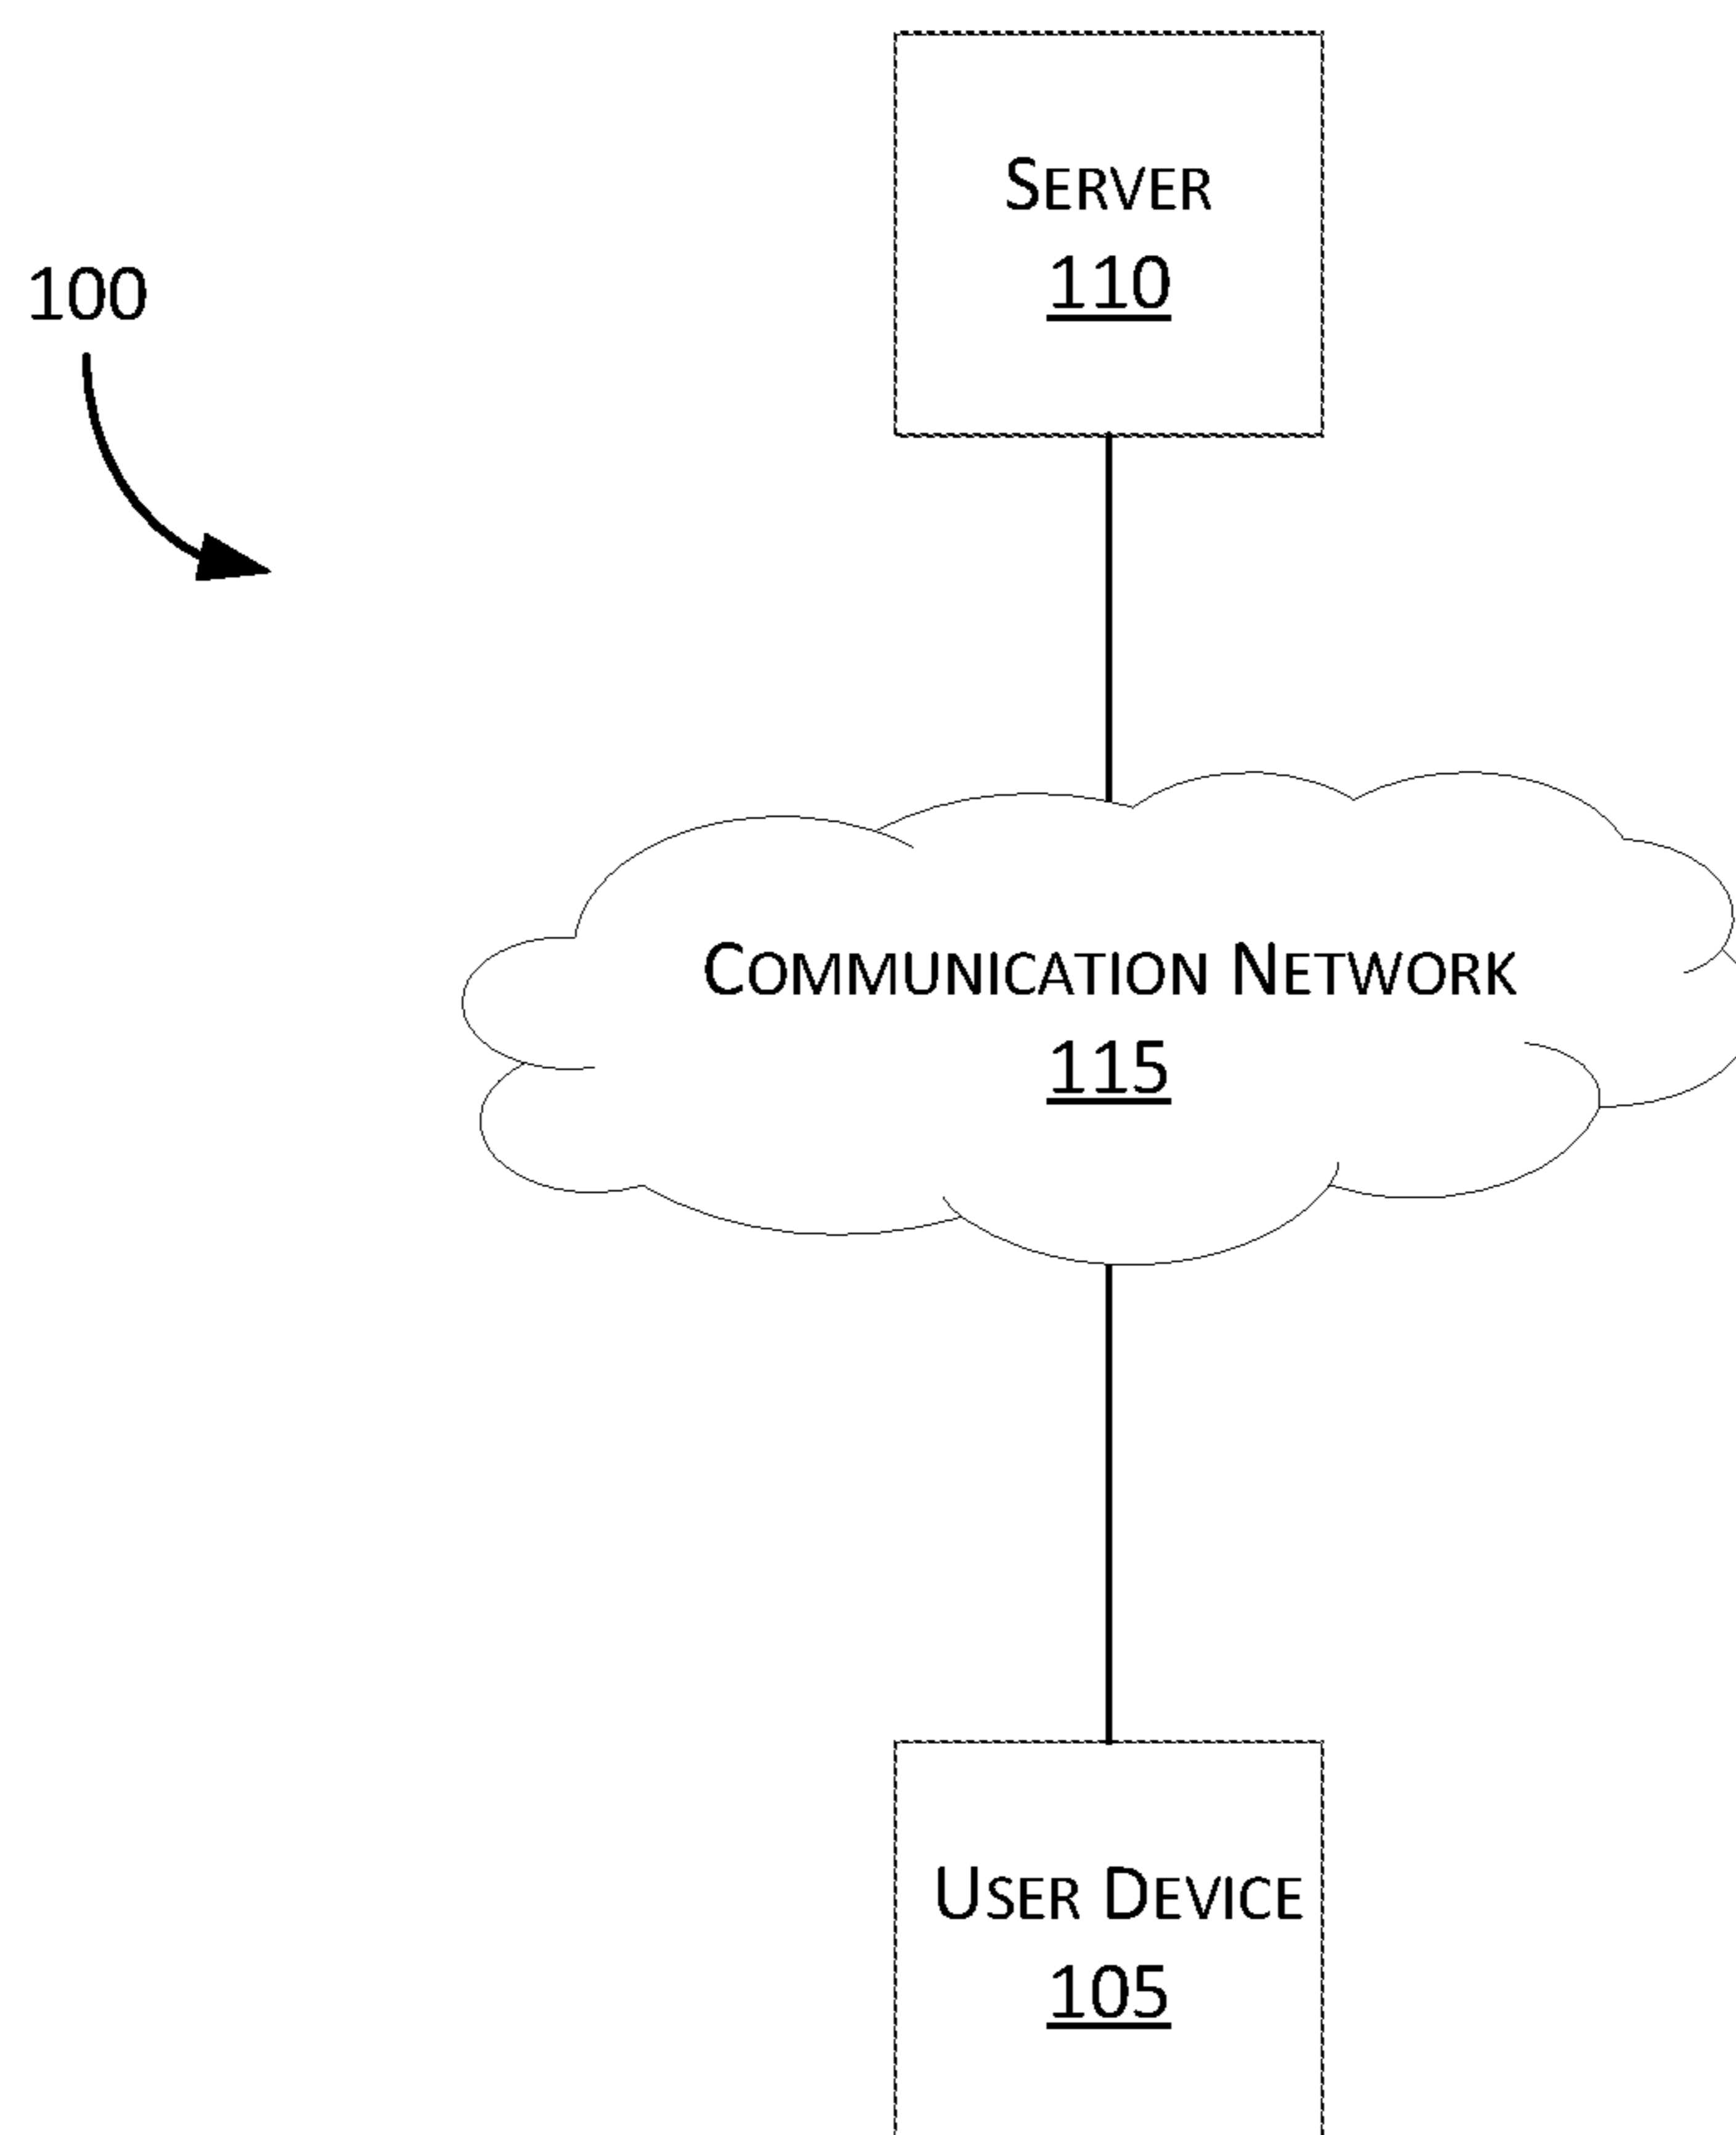 SERVER
110
100
COMMUNICATION NETWORK
115
USER DEVICE
105